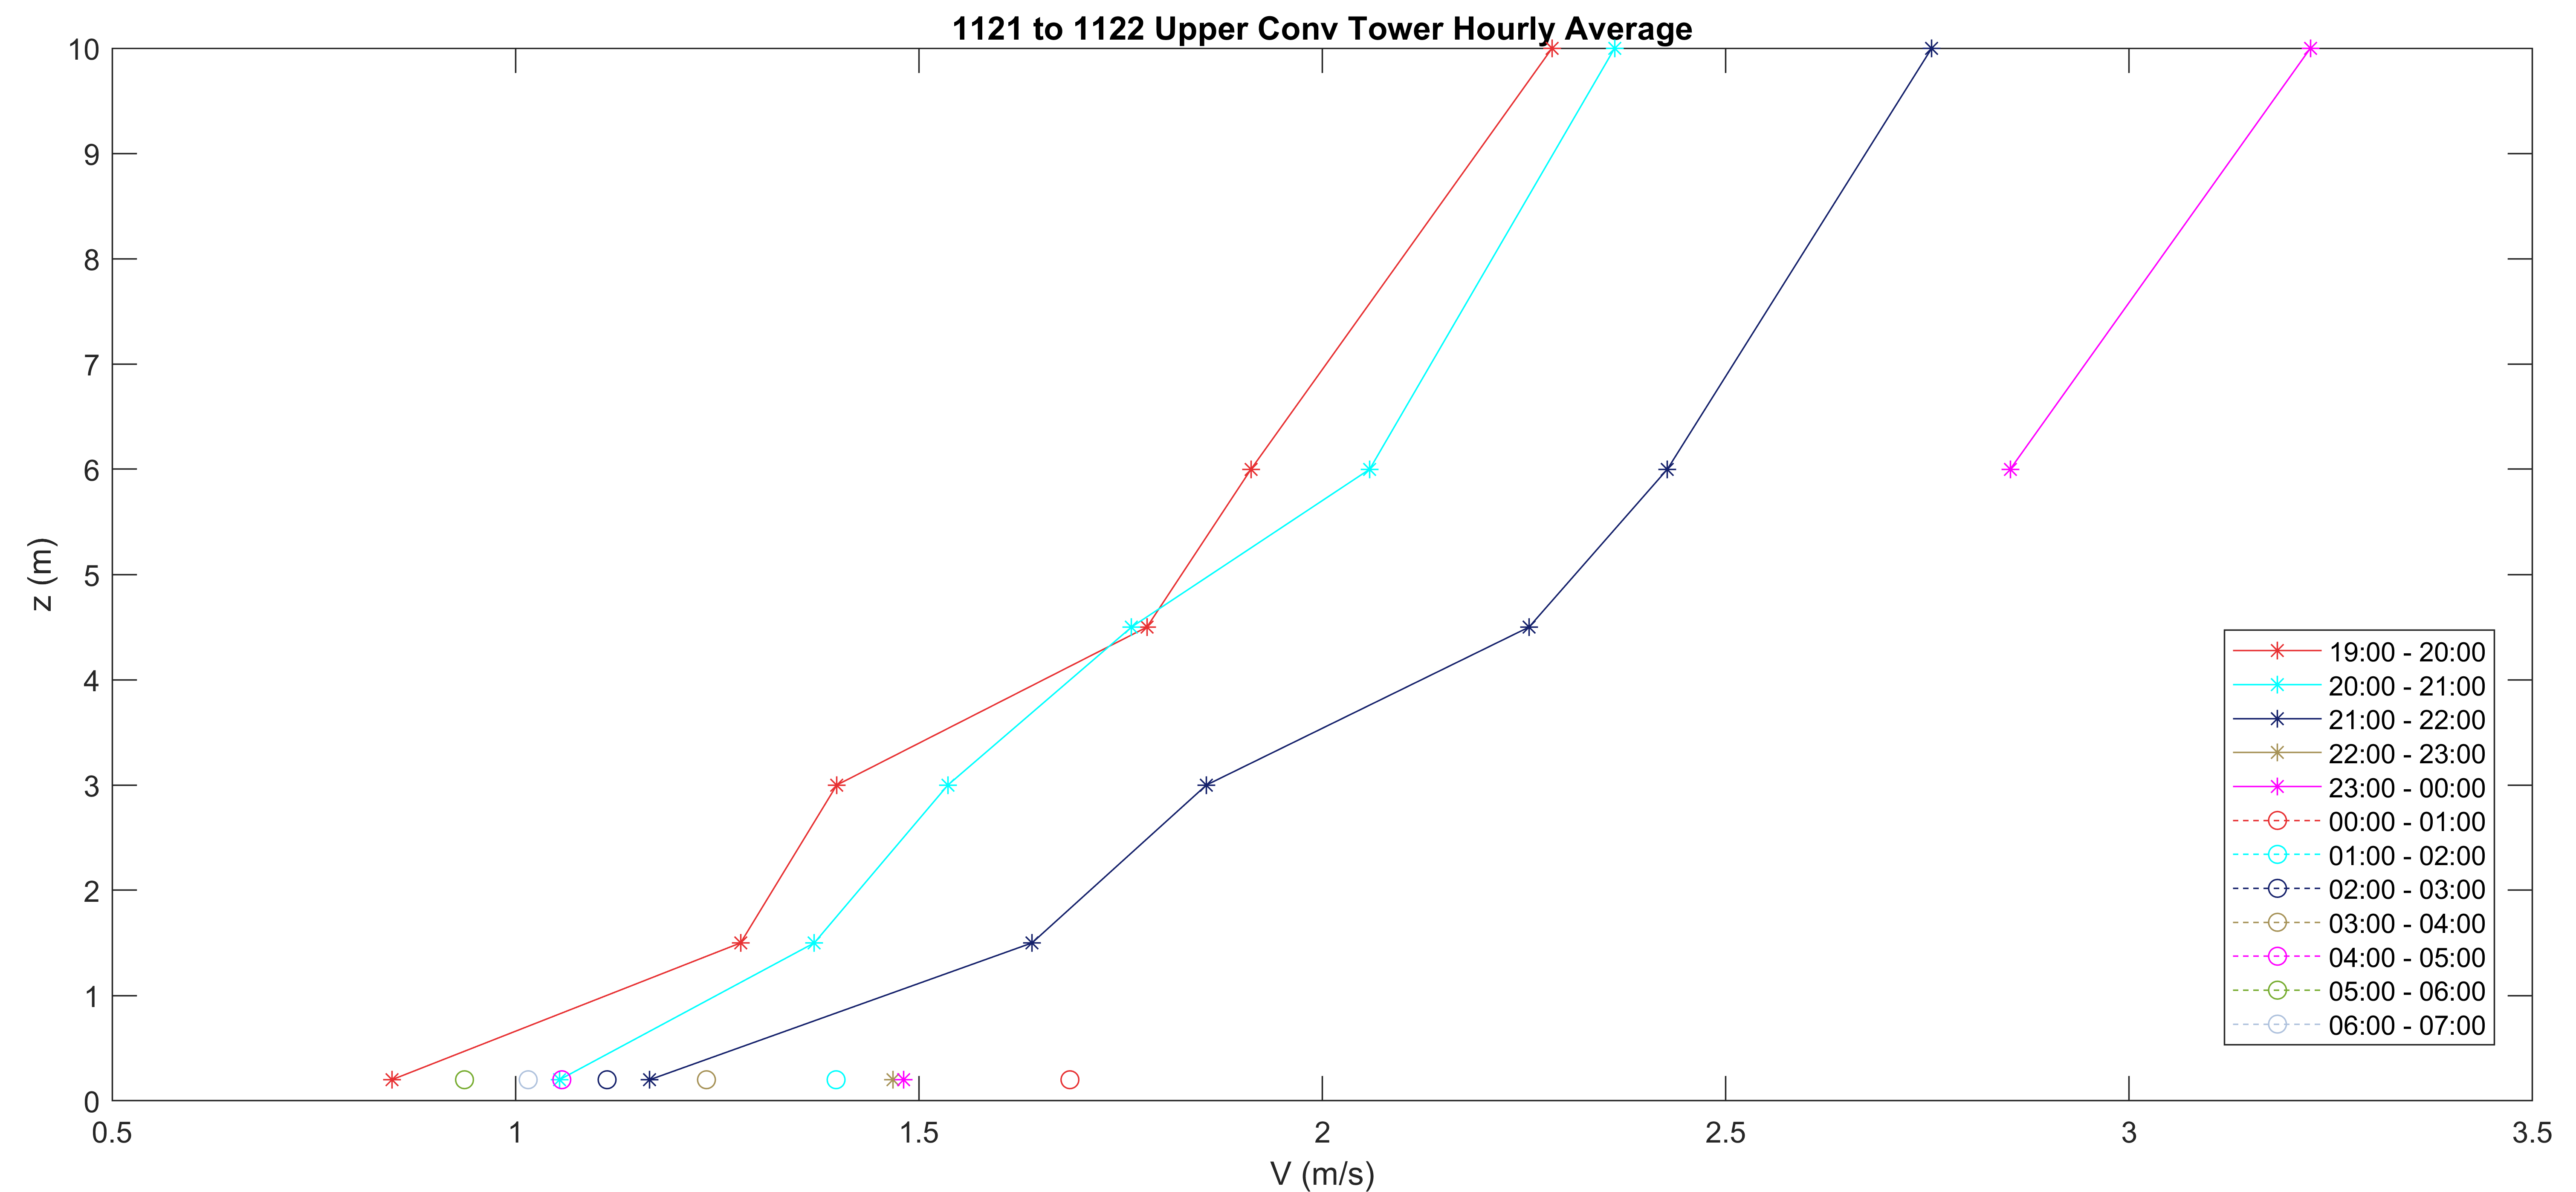 1121 to 1122 Upper Conv Tower Hourly Average
10
9
8
7
6
5
4
3
2
1
0
z (m)
0.5 1 1.5 2 2.5 3 3.5
V (m/s)
19:00 - 20:00
20:00 - 21:00
21:00 - 22:00
22:00 - 23:00
23:00 - 00:00
00:00 - 01:00
01:00 - 02:00
02:00 - 03:00
03:00 - 04:00
04:00 - 05:00
05:00 - 06:00
06:00 - 07:00